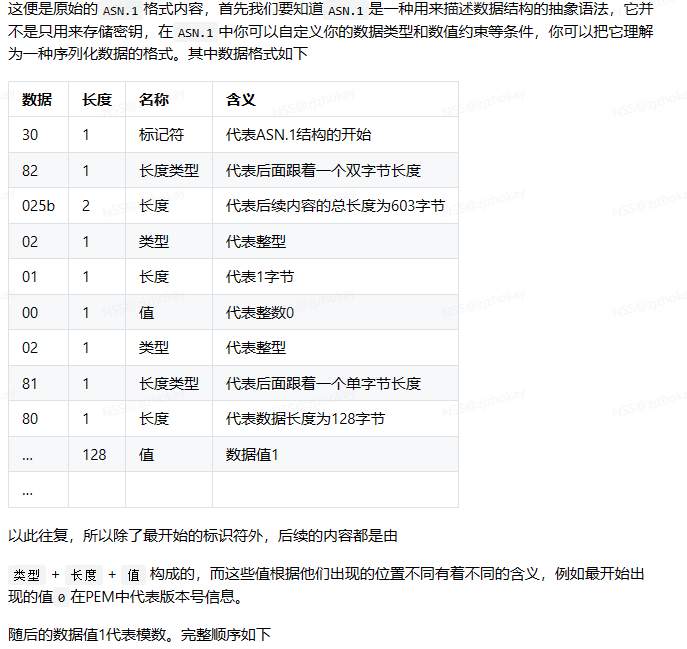 这便是原始的 ASN.1 格式内容，首先我们要知道 ASN.1 是一种用来描述数据结构的抽象语法，它并
不是只用来存储密钥，在 ASN.1 中你可以自定义你的数据类型和数值约束等条件，你可以把它理解
为一种序列化数据的格式。其中数据格式如下
数据 长度 名称 含义
30 1 标记符 代表ASN.1结构的开始
82 1 长度类型 代表后面跟着一个双字节长度
025b 2 长度 代表后续内容的总长度为603字节
02 1 类型 代表整型
01 1 长度 代表1字节
00 1 值 代表整数0
02 1 类型 代表整型
81 1 长度类型 代表后面跟着一个单字节长度
80 1 长度 代表数据长度为128字节
... 128 值 数据值1
...
以此往复，所以除了最开始的标识符外，后续的内容都是由
类型 + 长度 + 值 构成的，而这些值根据他们出现的位置不同有着不同的含义，例如最开始出
现的值 0 在PEM中代表版本号信息。
随后的数据值1代表模数。完整顺序如下